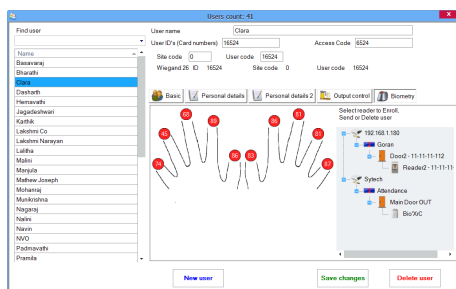 Users count: 41
x
Find user
User name Clara
User ID's (Card numbers) 16524 Access Code 6524
Site code 0 User code 16524
Wiegand 26 ID 16524 Site code 0 User code 16524
Name
Basavaraj
Bharathi
Clara
Dasharth
Hemavathi
Jagadeshwari
Karthik
Lakshmi Co
Lakshmi Narayan
Lalitha
Malini
Manjula
Mathew Joseph
Mohanraj
Munikrishna
Nagaraj
Nalini
Navin
NVO
Padmavathi
Pramila
Basic Personal details Personal details 2 Output control Biometry
Select reader to Enroll,
Send or Delete user
68 89 86 81
45 81
74 86 83 87
192.168.1.180
Goran
Door2 - 11-11-11-112
Reader2 - 11-11-11-
Sytech
Attendance
Main Door OUT
Bio'XrC
New user Save changes Delete user